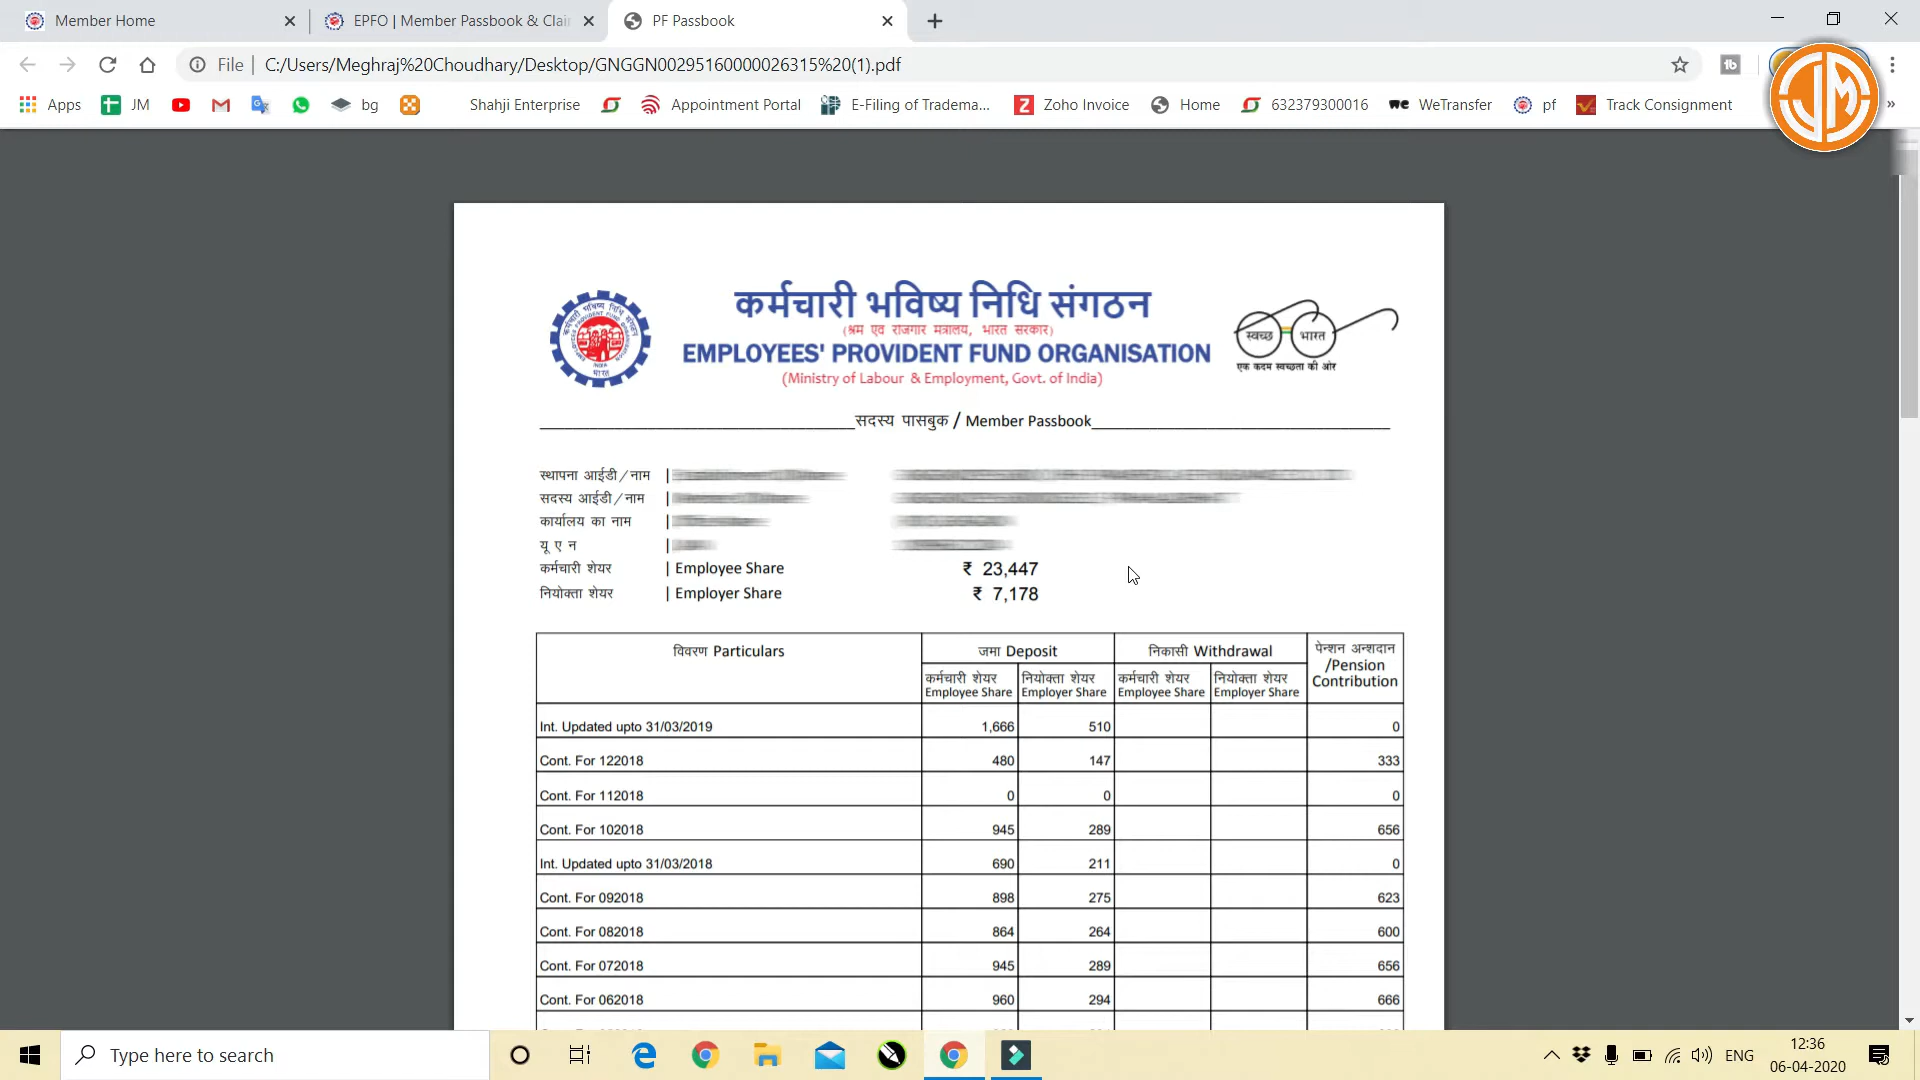 Member Home
EPFO | Member Passbook & Clai
PF Passbook
File | C:/Users/Meghraj%20Choudhary/Desktop/GNGGN00295160000026315%20(1).pdf
Apps
JM
bg
Shahji Enterprise
Appointment Portal
E-Filing of Tradema...
Zoho Invoice
Home
632379300016
WeTransfer
pf
Track Consignment
JM
कर्मचारी भविष्य निधि संगठन
(श्रम एवं राजगार मत्रालय, भारत सरकार)
EMPLOYEES' PROVIDENT FUND ORGANISATION
(Ministry of Labour & Employment, Govt. of India)
स्वच्छ भारत
एक कदम स्वच्छता की ओर
सदस्य पासबुक / Member Passbook
स्थापना आईडी/नाम |
सदस्य आईडी/नाम |
कार्यालय का नाम |
यू ए न |
कर्मचारी शेयर | Employee Share ₹ 23,447
नियोक्ता शेयर | Employer Share ₹ 7,178
विवरण Particulars जमा Deposit निकासी Withdrawal पेन्शन अन्शदान /Pension Contribution
कर्मचारी शेयर Employee Share नियोक्ता शेयर Employer Share कर्मचारी शेयर Employee Share नियोक्ता शेयर Employer Share
Int. Updated upto 31/03/2019 1,666 510 0
Cont. For 122018 480 147 333
Cont. For 112018 0 0 0
Cont. For 102018 945 289 656
Int. Updated upto 31/03/2018 690 211 0
Cont. For 092018 898 275 623
Cont. For 082018 864 264 600
Cont. For 072018 945 289 656
Cont. For 062018 960 294 666
Type here to search
ENG
12:36
06-04-2020